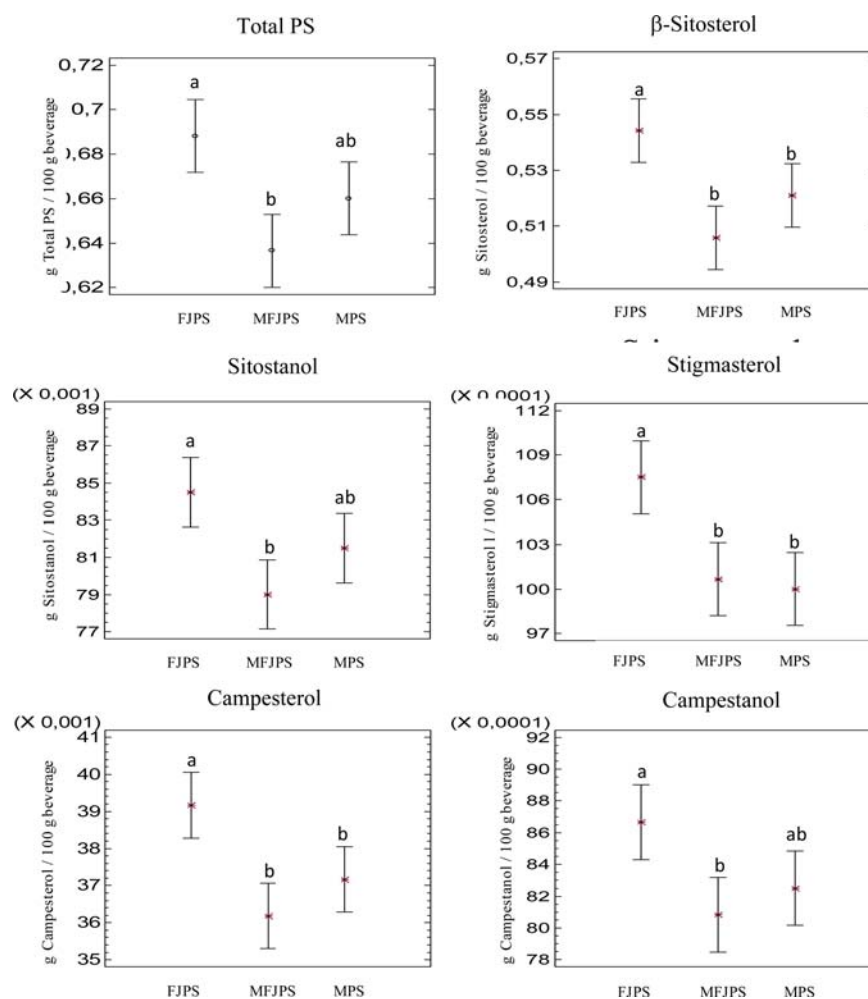 Total PS
g Total PS / 100 g beverage
0,72
a
0,7
ab
0,68
b
0,66
0,64
0,62
FJPS MFJPS MPS
β-Sitosterol
g Sitosterol / 100 g beverage
0,57
a
0,55
b
0,53
b
0,51
0,49
FJPS MFJPS MPS
Sitostanol
(X 0,001)
g Sitostanol / 100 g beverage
89
a
87
ab
85
b
83
81
79
77
FJPS MFJPS MPS
Stigmasterol
(X 0,0001)
g Stigmasterol l / 100 g beverage
112
a
109
b
b
106
103
100
97
FJPS MFJPS MPS
Campesterol
(X 0,001)
g Campesterol / 100 g beverage
41
a
40
b
39
b
38
37
36
35
FJPS MFJPS MPS
Campestanol
(X 0,0001)
g Campestanol / 100 g beverage
92
a
90
ab
88
b
86
84
82
80
78
FJPS MFJPS MPS